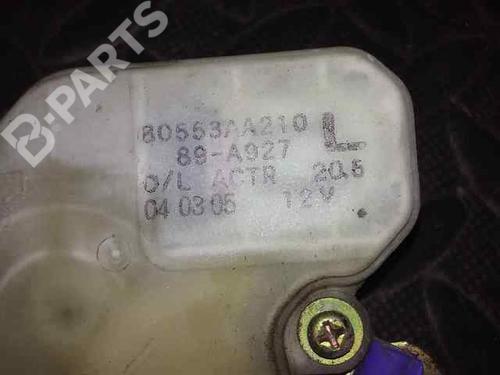 B-PARTS
80553AA210
L
89-A927
O/L ACTR 20.5
04 03 05 12V